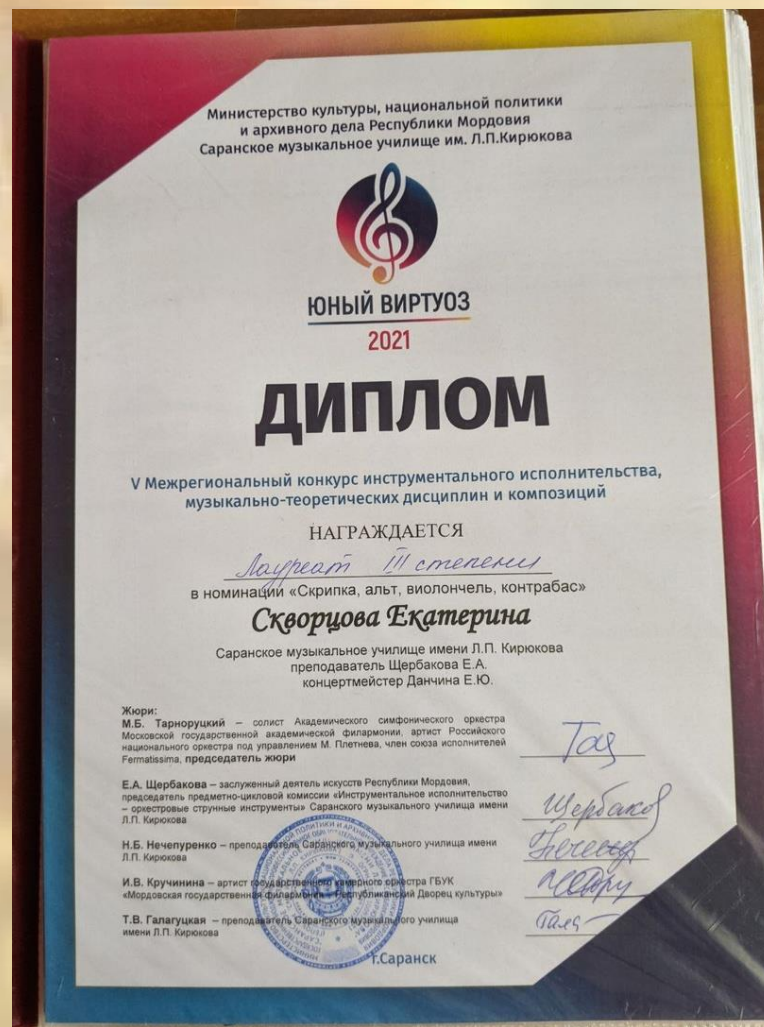 Министерство культуры, национальной политики
и архивного дела Республики Мордовия
Саранское музыкальное училище им. Л.П.Кирюкова
ЮНЫЙ ВИРТУОЗ
2021
ДИПЛОМ
V Межрегиональный конкурс инструментального исполнительства,
музыкально-теоретических дисциплин и композиций
НАГРАЖДАЕТСЯ
Лауреат III степени
в номинации «Скрипка, альт, виолончель, контрабас»
Скворцова Екатерина
Саранское музыкальное училище имени Л.П. Кирюкова
преподаватель Щербакова Е.А.
концертмейстер Данчина Е.Ю.
Жюри:
М.Б. Тарноруцкий – солист Академического симфонического оркестра
Московской государственной академической филармонии, артист Российского
национального оркестра под управлением М. Плетнева, член союза исполнителей
Fermatissima, председатель жюри
Е.А. Щербакова – заслуженный деятель искусств Республики Мордовия,
председатель предметно-цикловой комиссии «Инструментальное исполнительство
– оркестровые струнные инструменты» Саранского музыкального училища имени
Л.П. Кирюкова
Н.Б. Нечепуренко – преподаватель Саранского музыкального училища имени
Л.П. Кирюкова
И.В. Кручинина – артист государственного камерного оркестра ГБУК
«Мордовская государственная филармония – Республиканский Дворец культуры»
Т.В. Галагуцкая – преподаватель Саранского музыкального училища
имени Л.П. Кирюкова
г.Саранск